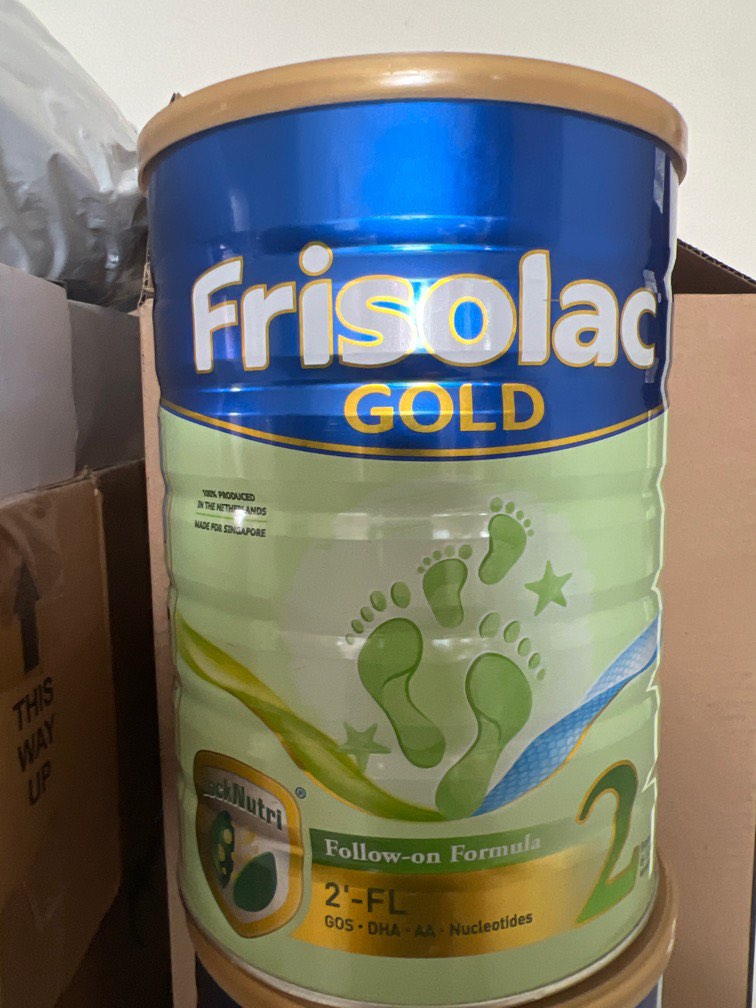 Frisolac
GOLD
100% PRODUCED
IN THE NETHERLANDS
MADE FOR SINGAPORE
THIS
WAY
UP
ckNutri®
Follow-on Formula
2
2'-FL
GOS · DHA · AA · Nucleotides